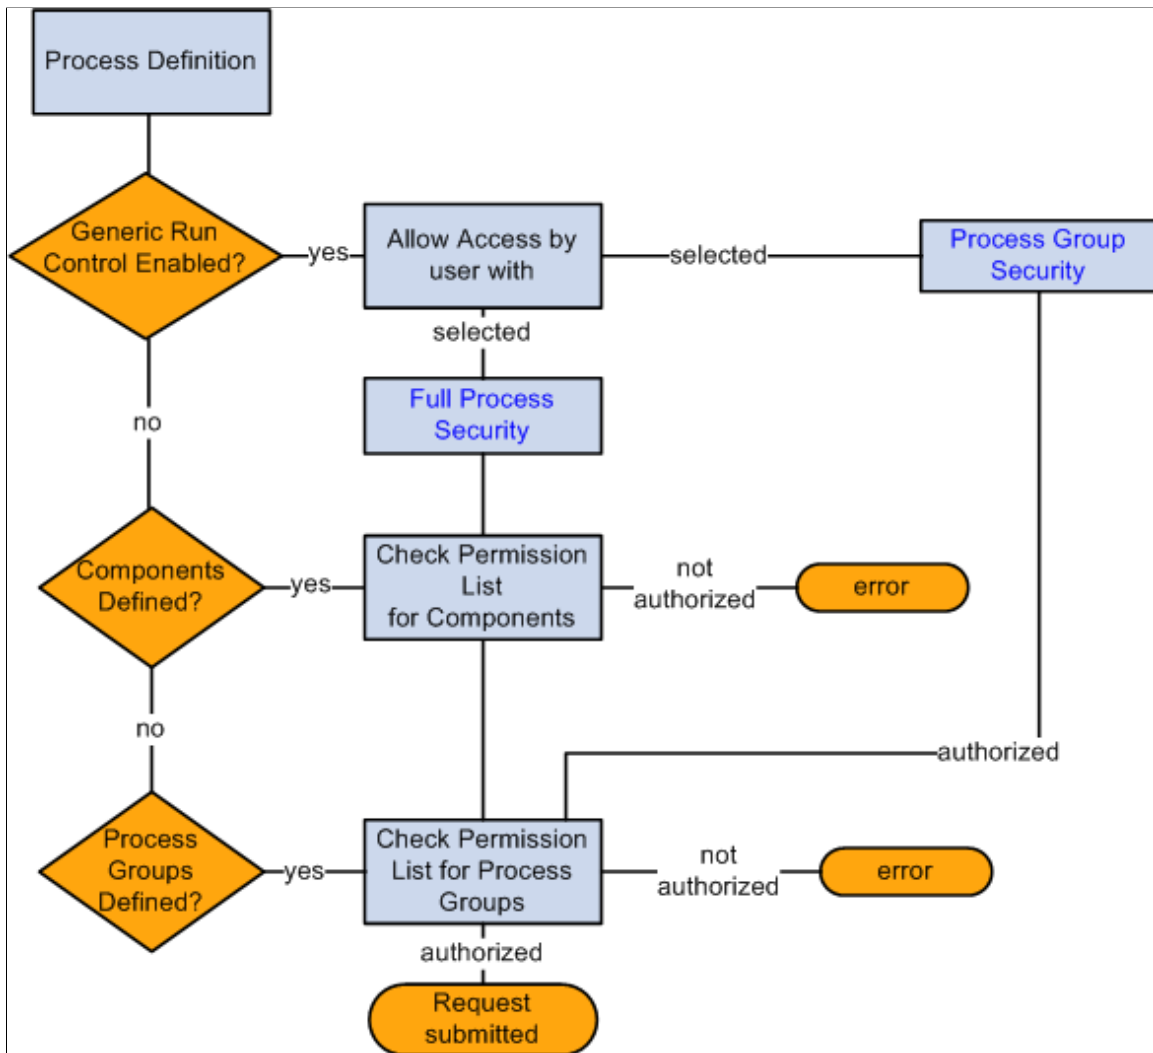 Process Definition
Generic Run
Control Enabled?
yes
Allow Access by
user with
selected
Process Group
Security
selected
Full Process
Security
no
Components
Defined?
yes
Check Permission
List
for Components
not
authorized
error
no
authorized
Process
Groups
Defined?
yes
Check Permission
List for Process
Groups
not
authorized
error
authorized
Request
submitted